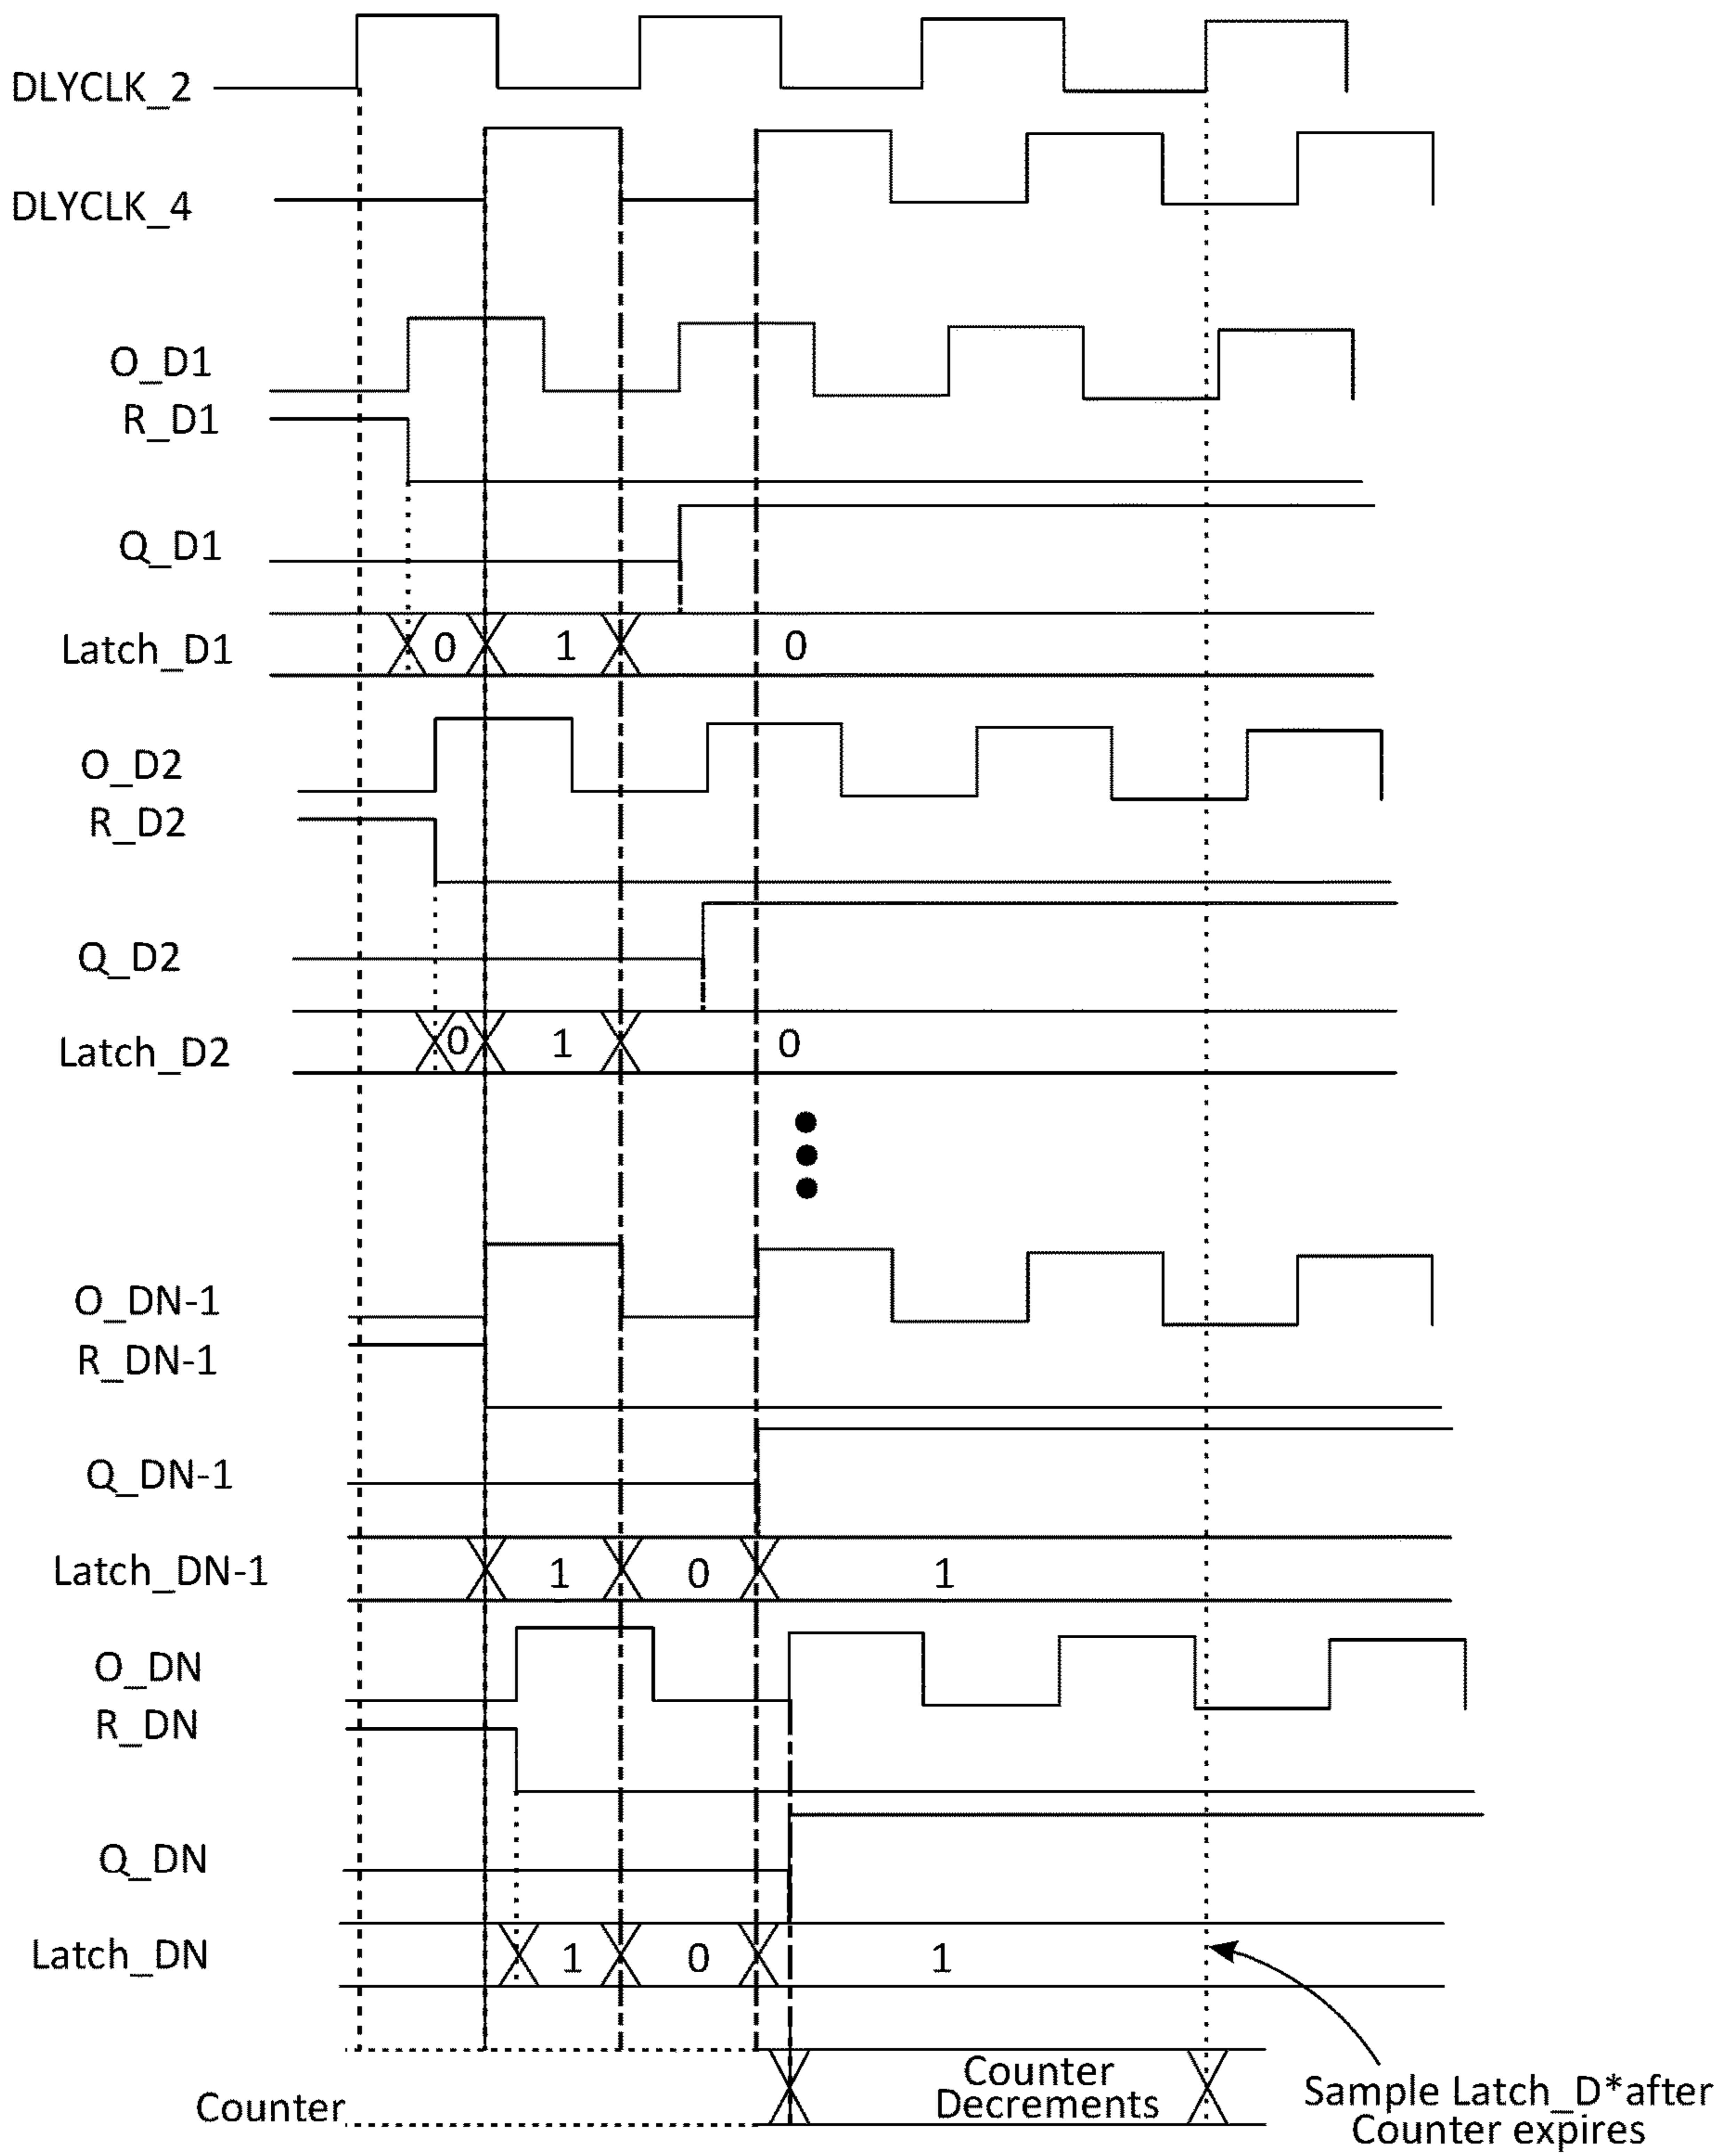 DLYCLK_2
DLYCLK_4
O_D1
R_D1
Q_D1
Latch_D1 0 1 0
O_D2
R_D2
Q_D2
Latch_D2 0 1 0
O_DN-1
R_DN-1
Q_DN-1
Latch_DN-1 1 0 1
O_DN
R_DN
Q_DN
Latch_DN 1 0 1
Counter
Counter
Decrements
Sample Latch_D*after
Counter expires